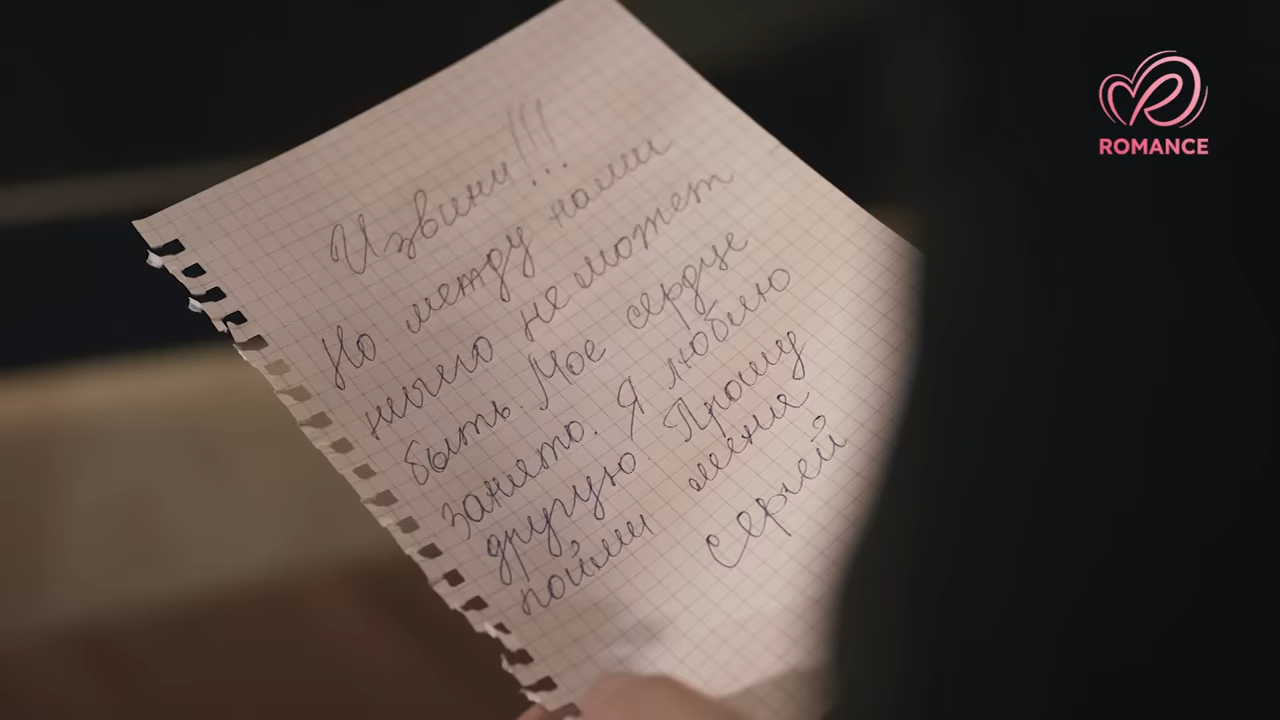 Извини!!!
Но между нами
ничего не может
быть. Мое сердце
занято. Я люблю
другую. Прошу
пойми меня
Сергей
ROMANCE